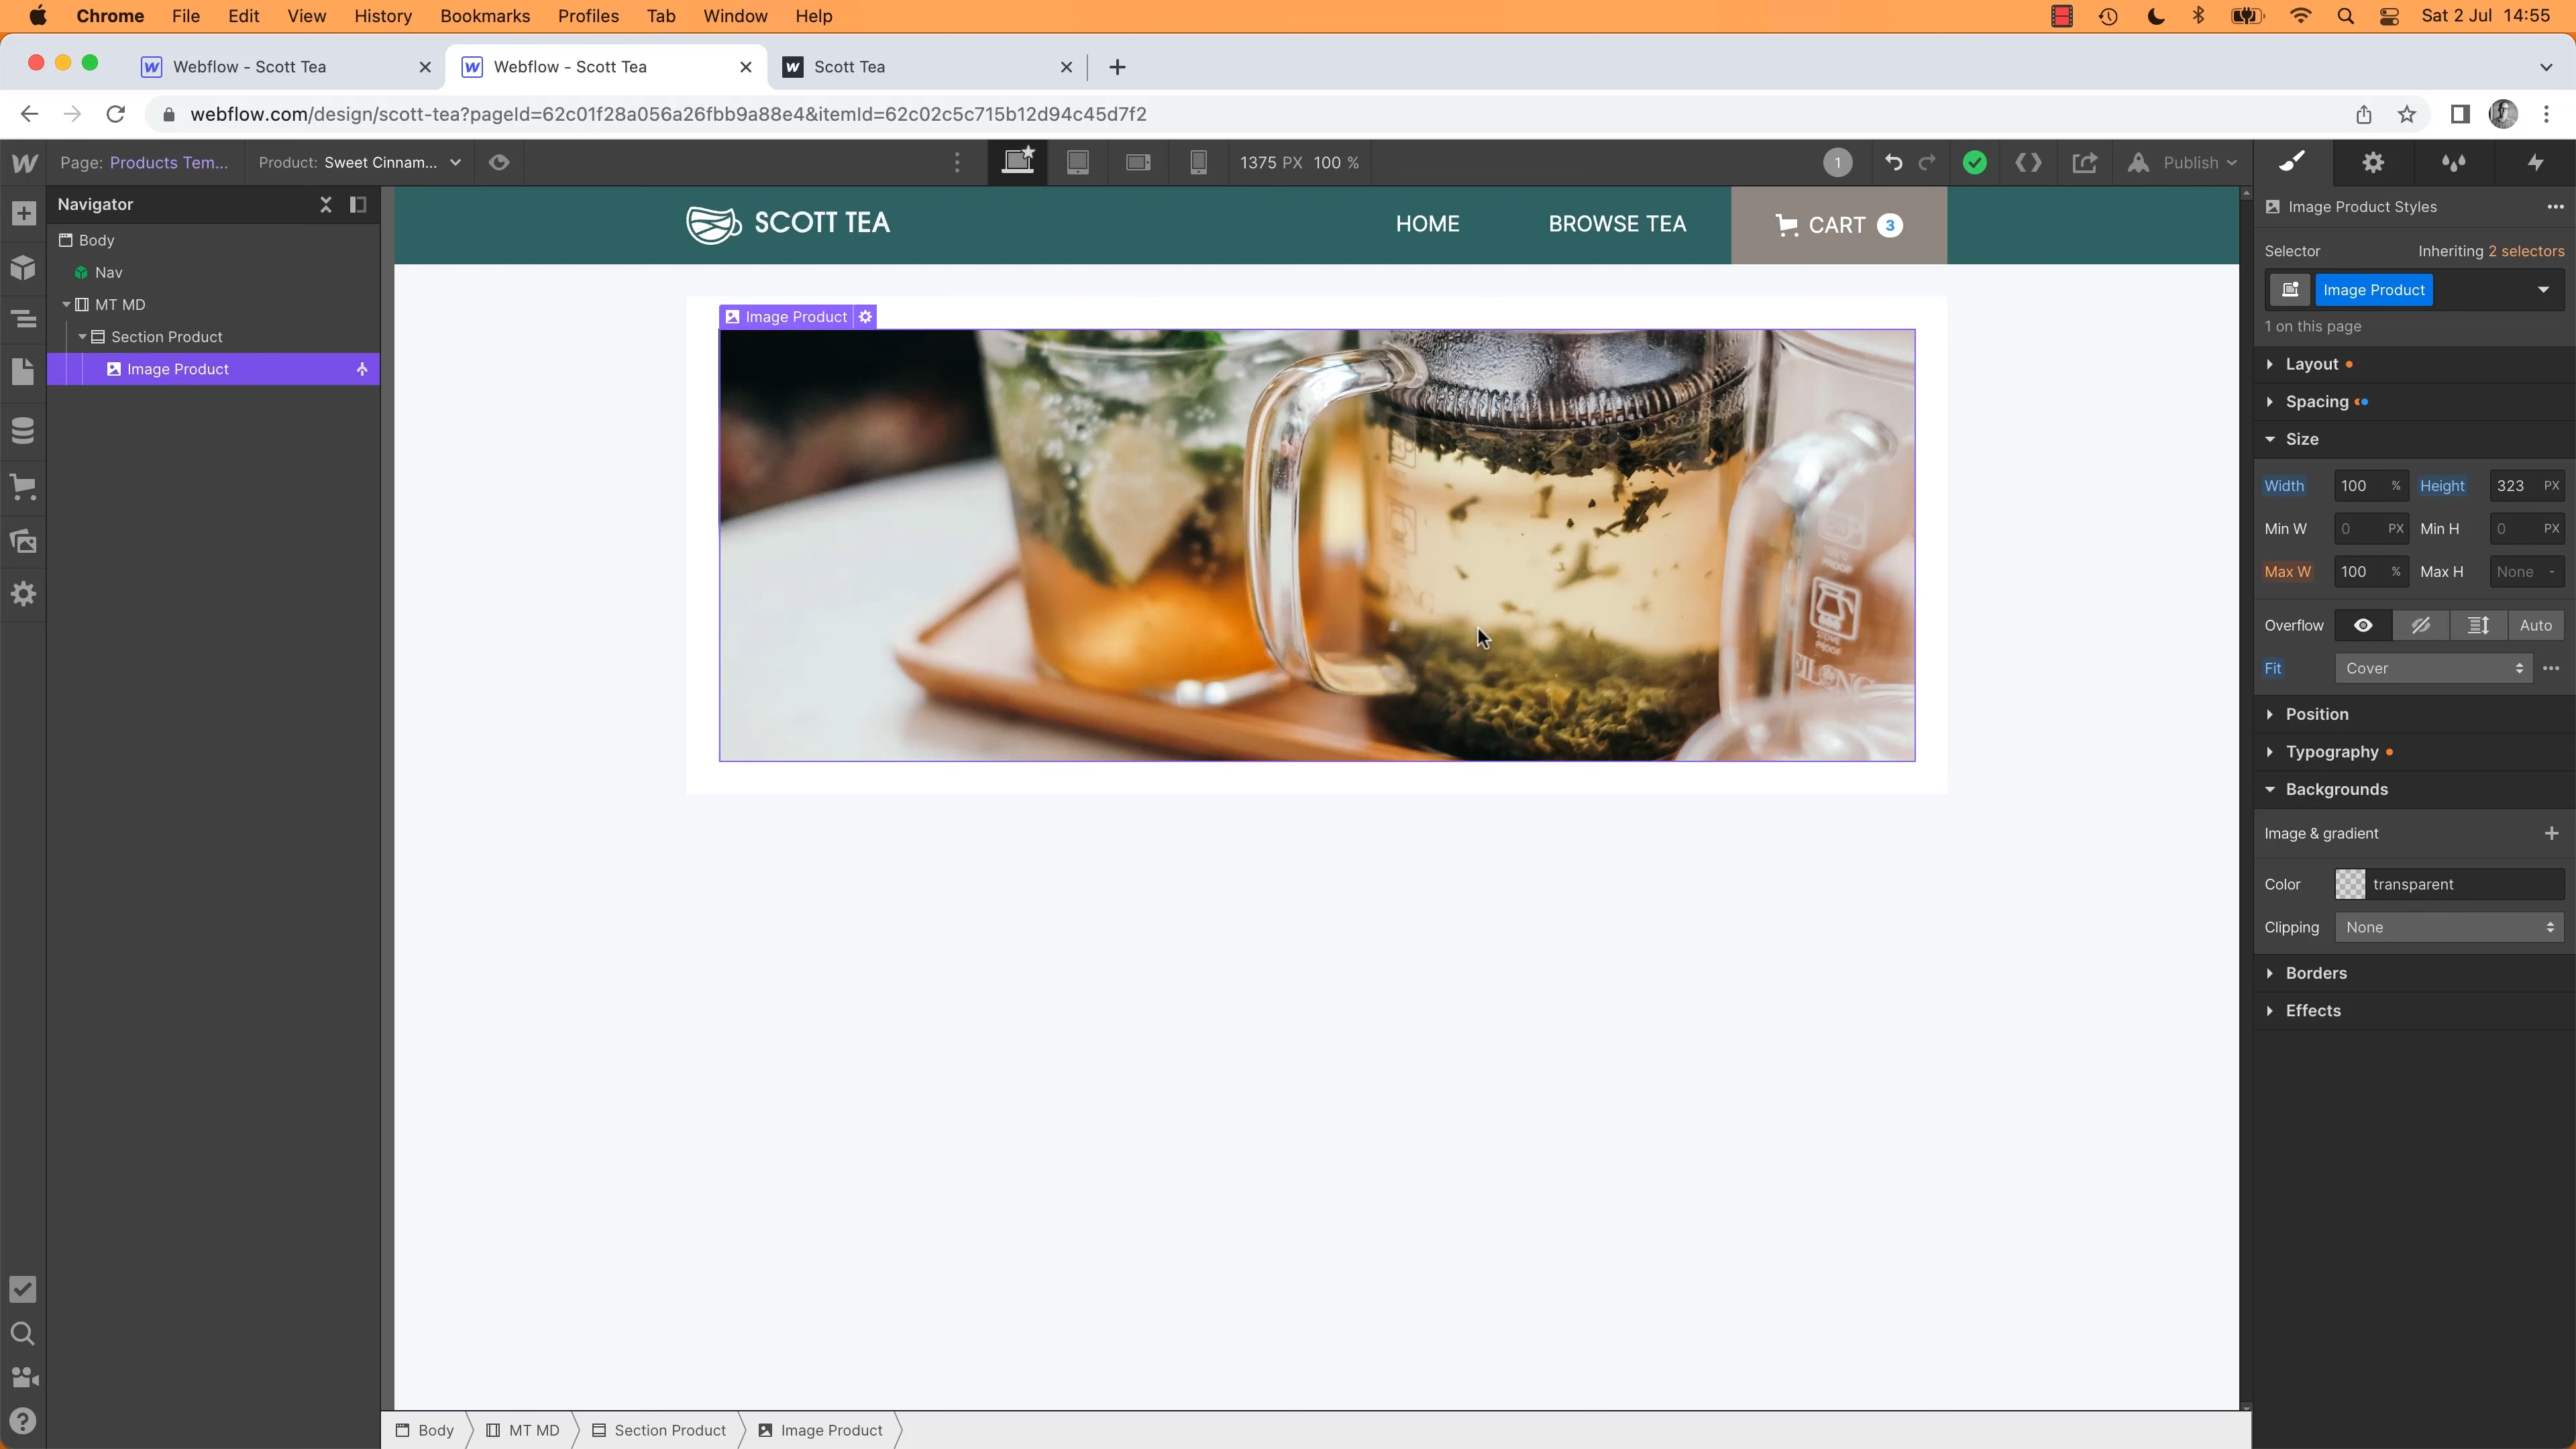 Chrome File Edit View History Bookmarks Profiles Tab Window Help Sat 2 Jul 14:55
Webflow - Scott Tea Webflow - Scott Tea Scott Tea
webflow.com/design/scott-tea?pageId=62c01f28a056a26fbb9a88e4&itemId=62c02c5c715b12d94c45d7f2
Page: Products Tem... Product: Sweet Cinnam... 1375 PX 100 % 1 Publish
Navigator
Body
Nav
MT MD
Section Product
Image Product
SCOTT TEA HOME BROWSE TEA CART 3
Image Product
STOVE
PROOF
Image Product Styles
Selector Inheriting 2 selectors
Image Product
1 on this page
Layout
Spacing
Size
Width 100 % Height 323 PX
Min W 0 PX Min H 0 PX
Max W 100 % Max H None -
Overflow Auto
Fit Cover
Position
Typography
Backgrounds
Image & gradient
Color transparent
Clipping None
Borders
Effects
Body MT MD Section Product Image Product